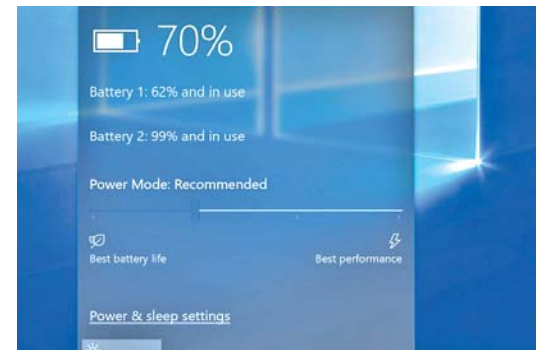 70%
Battery 1: 62% and in use
Battery 2: 99% and in use
Power Mode: Recommended
Best battery life
Best performance
Power & sleep settings